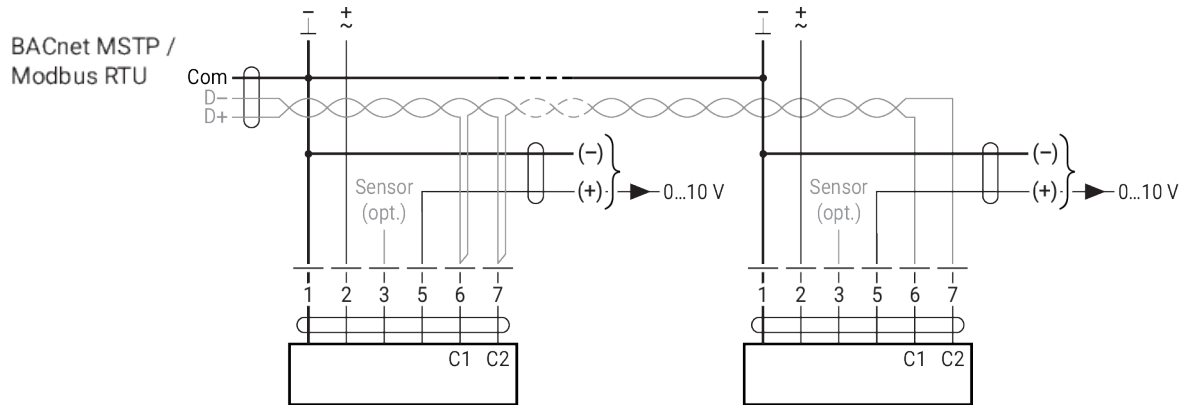 − + − +
⊥ ~ ⊥ ~
BACnet MSTP /
Modbus RTU
Com
D−
D+
(−)
(+) 0...10 V
Sensor
(opt.)
(−)
(+) 0...10 V
Sensor
(opt.)
1 2 3 5 6 7
1 2 3 5 6 7
C1 C2
C1 C2